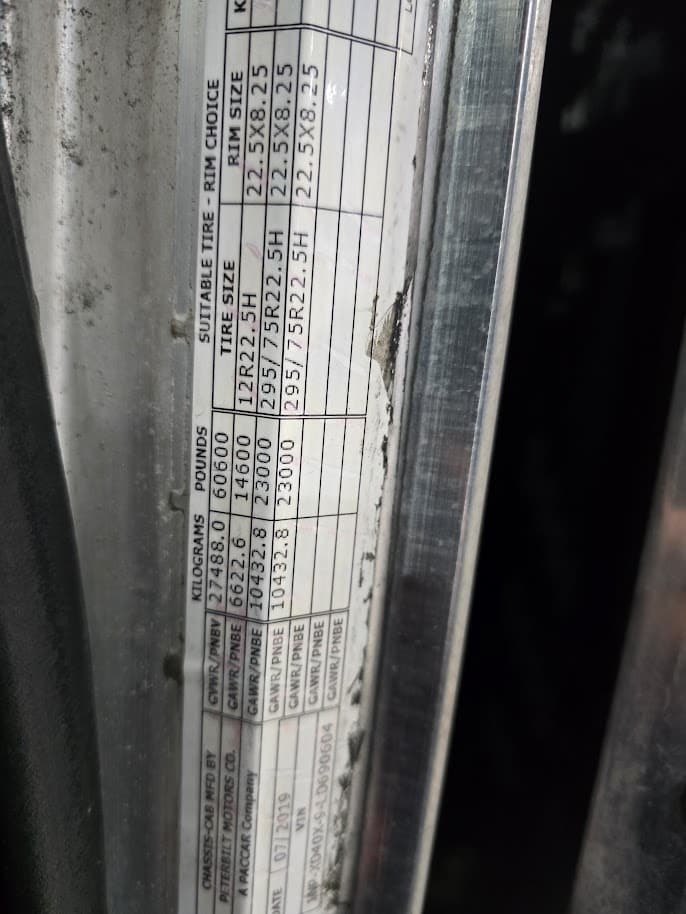 KILOGRAMS POUNDS SUITABLE TIRE - RIM CHOICE
CHASSIS-CAB MFD BY GVWR/PNBV 27488.0 60600 TIRE SIZE RIM SIZE
PETERBILT MOTORS CO. GAWR/PNBE 6622.6 14600 12R22.5H 22.5X8.25
A PACCAR Company GAWR/PNBE 10432.8 23000 295/ 75R22.5H 22.5X8.25
GAWR/PNBE 10432.8 23000 295/ 75R22.5H 22.5X8.25
DATE 07/2019 GAWR/PNBE
VIN GAWR/PNBE
GAWR/PNBE